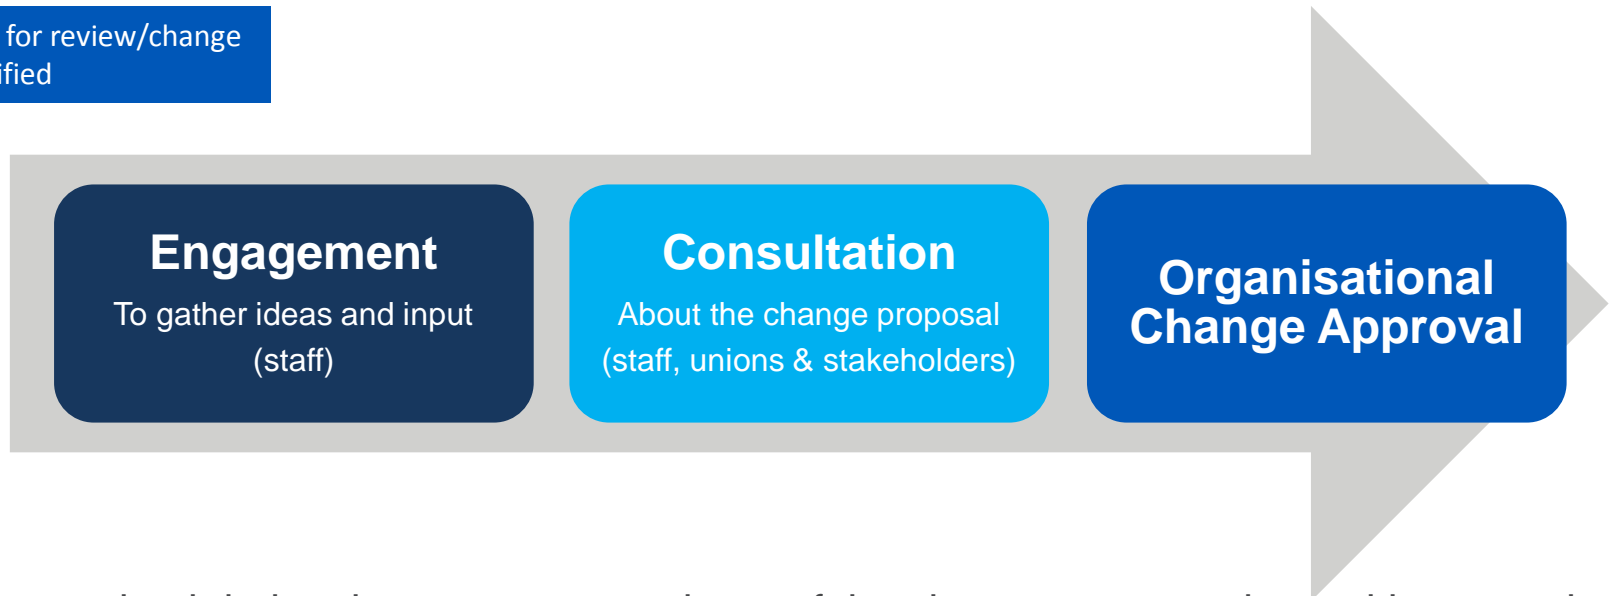 for review/change
Engagement
To gather ideas and input
(staff)
Consultation
About the change proposal
(staff, unions & stakeholders)
Organisational
Change Approval